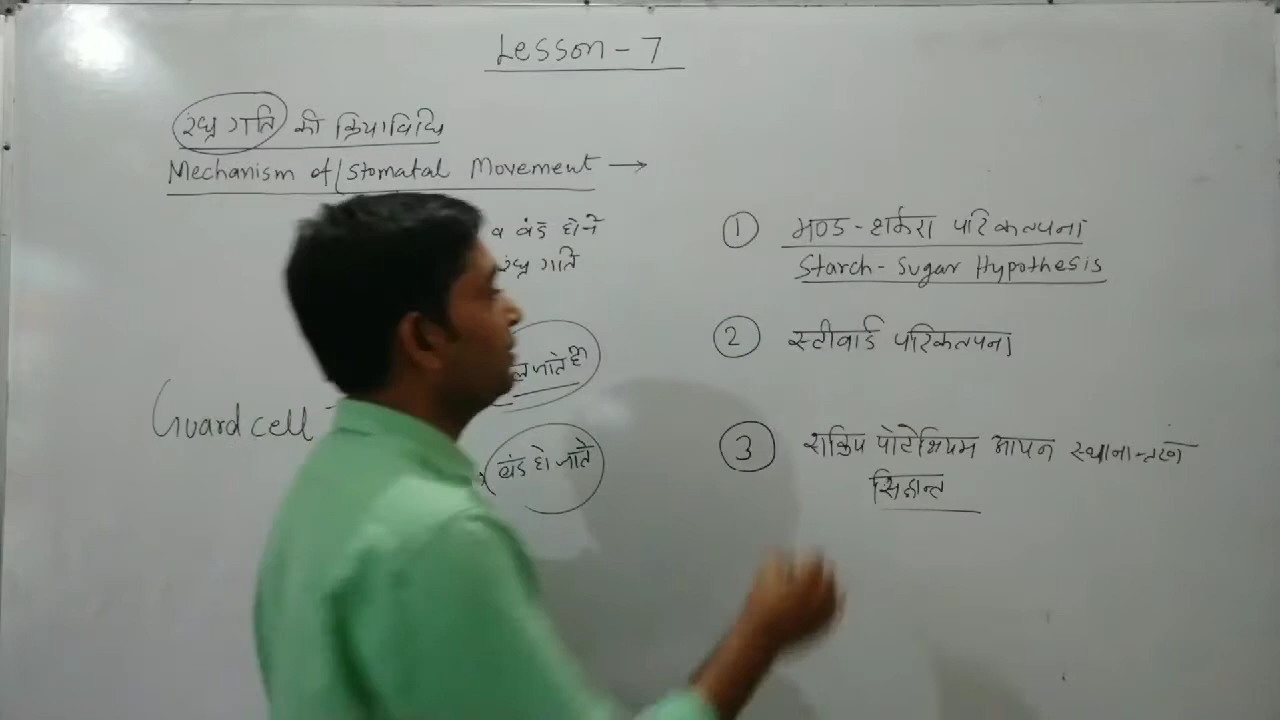 Lesson - 7
रंध्र गति की क्रियाविधि
Mechanism of Stomatal Movement →
व बंद होने
रंध्र गति
जाते है
Guard cell
बंद हो जाते
① मण्ड - शर्करा परिकल्पना
Starch - Sugar Hypothesis
② स्टीवार्ड परिकल्पना
③ सक्रिय पोटेशियम आयन स्थानान्तरण
सिद्धान्त